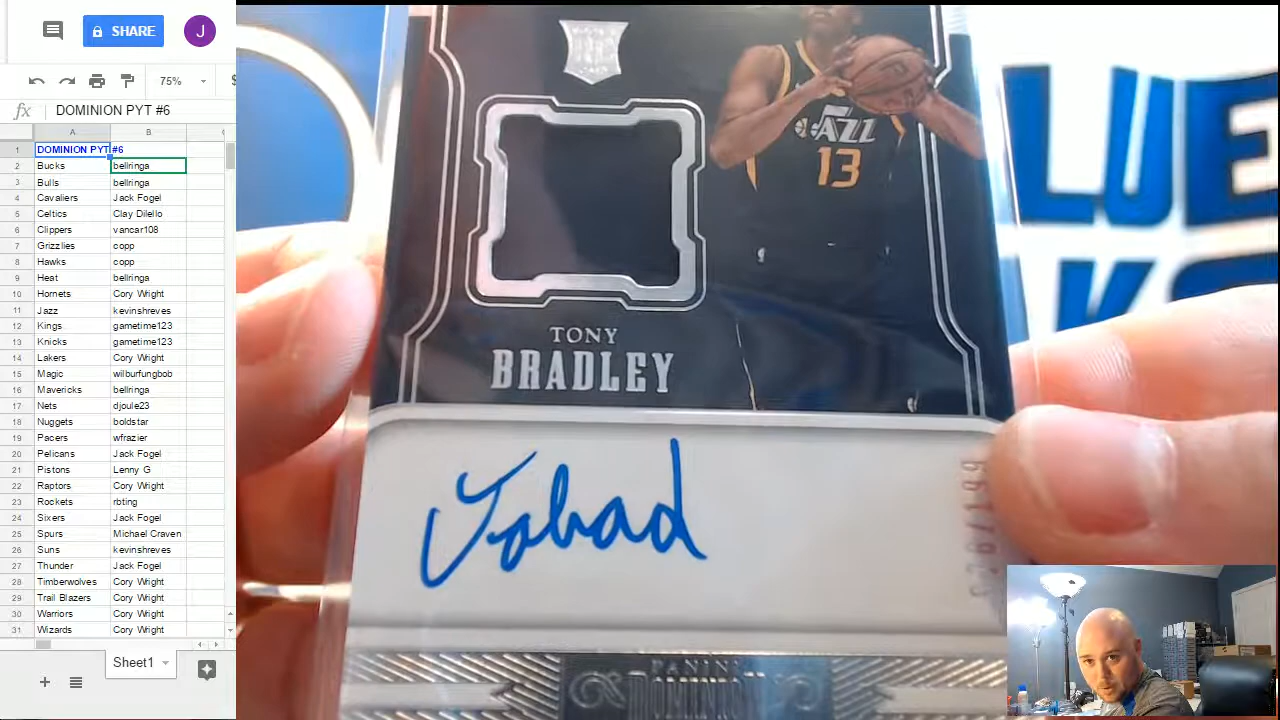 SHARE
J
75%
$
fx DOMINION PYT #6
A B
1 DOMINION PYT #6
2 Bucks bellringa
3 Bulls bellringa
4 Cavaliers Jack Fogel
5 Celtics Clay Dilello
6 Clippers vancar108
7 Grizzlies copp
8 Hawks copp
9 Heat bellringa
10 Hornets Cory Wright
11 Jazz kevinshreves
12 Kings gametime123
13 Knicks gametime123
14 Lakers Cory Wright
15 Magic wilburfungbob
16 Mavericks bellringa
17 Nets djoule23
18 Nuggets boldstar
19 Pacers wfrazier
20 Pelicans Jack Fogel
21 Pistons Lenny G
22 Raptors Cory Wright
23 Rockets rbting
24 Sixers Jack Fogel
25 Spurs Michael Craven
26 Suns kevinshreves
27 Thunder Jack Fogel
28 Timberwolves Cory Wright
29 Trail Blazers Cory Wright
30 Warriors Cory Wright
31 Wizards Cory Wright
Sheet1
JAZZ
13
TONY
BRADLEY
PANINI
DOMINION
LUE